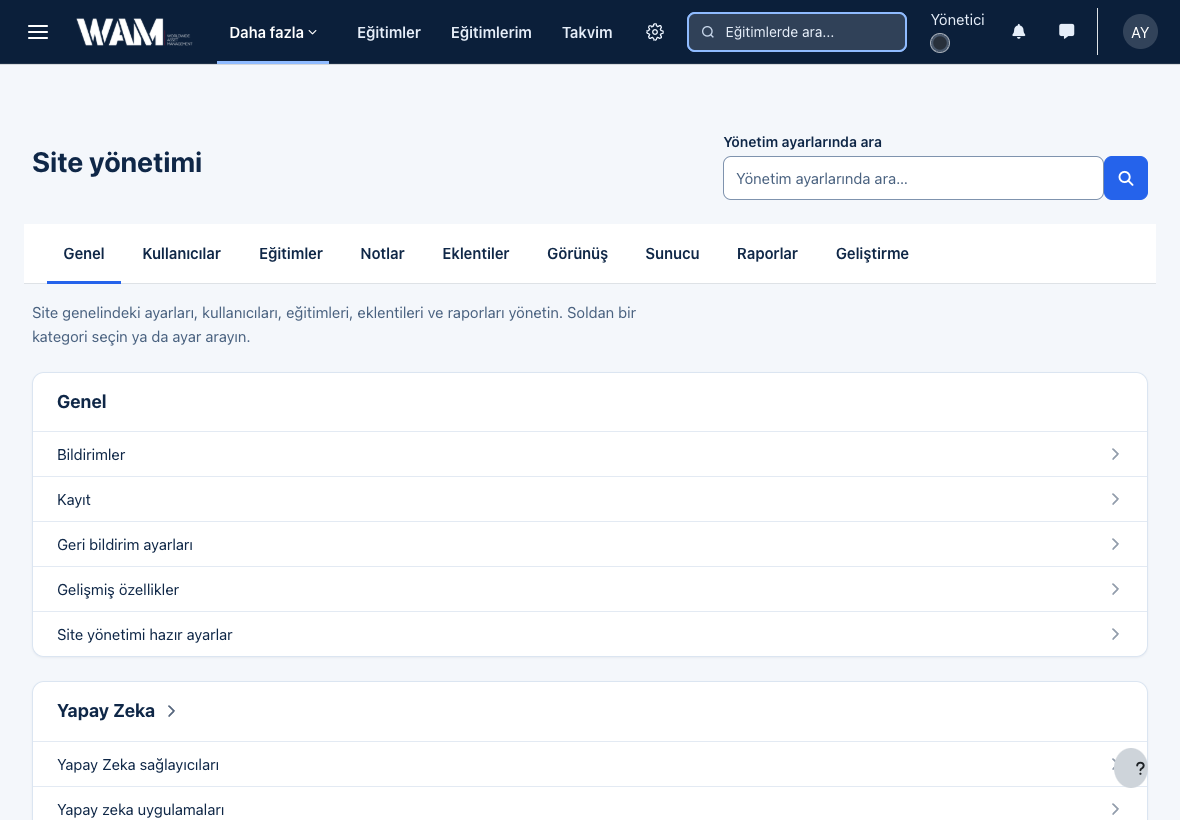 WAM
WORLDWIDE
ASSET
MANAGEMENT
Daha fazla
Eğitimler
Eğitimlerim
Takvim
Eğitimlerde ara...
Yönetici
AY
Site yönetimi
Yönetim ayarlarında ara
Yönetim ayarlarında ara...
Genel
Kullanıcılar
Eğitimler
Notlar
Eklentiler
Görünüş
Sunucu
Raporlar
Geliştirme
Site genelindeki ayarları, kullanıcıları, eğitimleri, eklentileri ve raporları yönetin. Soldan bir
kategori seçin ya da ayar arayın.
Genel
Bildirimler
Kayıt
Geri bildirim ayarları
Gelişmiş özellikler
Site yönetimi hazır ayarlar
Yapay Zeka
Yapay Zeka sağlayıcıları
?
Yapay zeka uygulamaları